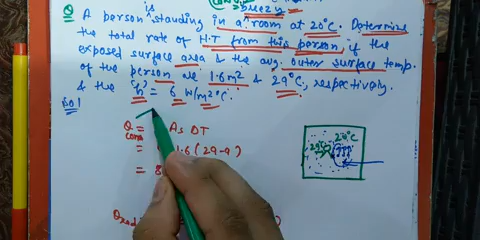 is breezy
Q A person standing in a room at 20°C. Determine
the total rate of H.T from this person, if the
exposed surface area & the avg. outer surface temp.
of the person are 1.6m² & 29°C, respectively.
& the 'h' = 6 W/m²°C.
Sol
Q conv = As DT
= 1.6 (29-
= 8
20°C
29°C
Qrad